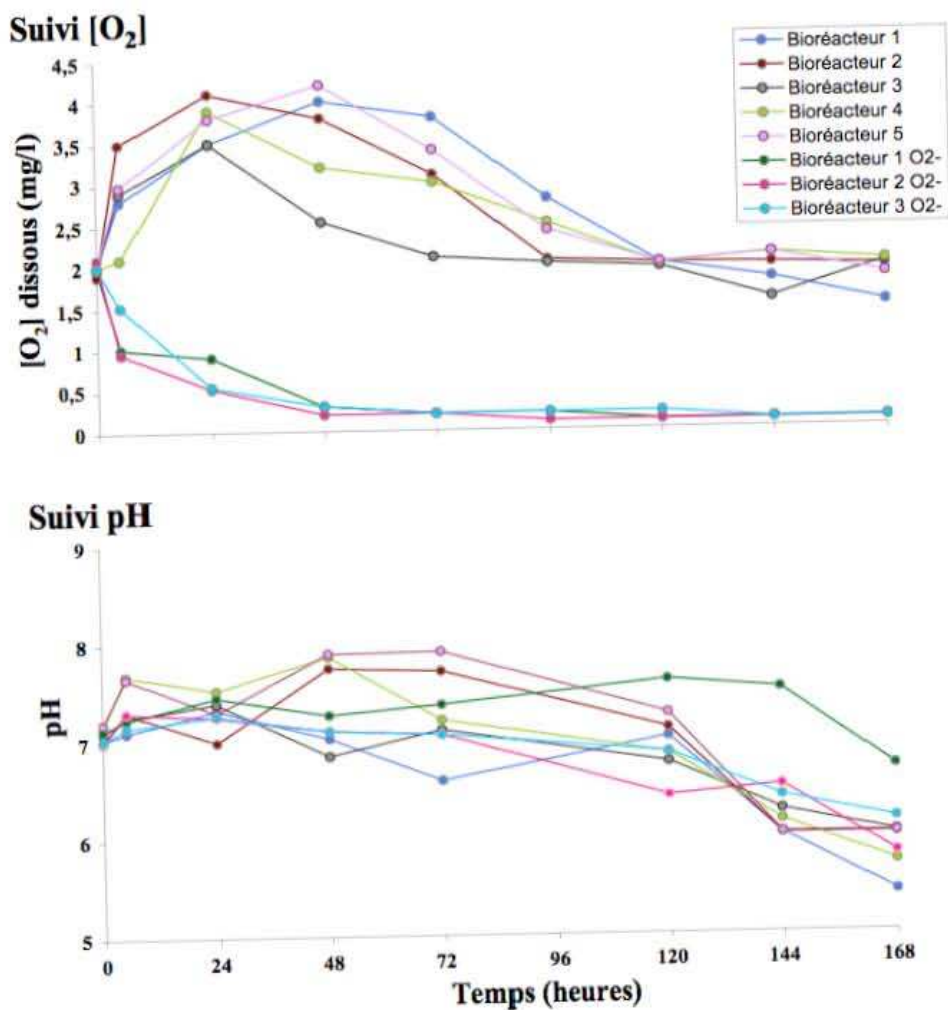 Suivi [O₂]
Bioréacteur 1
Bioréacteur 2
Bioréacteur 3
Bioréacteur 4
Bioréacteur 5
Bioréacteur 1 O2-
Bioréacteur 2 O2-
Bioréacteur 3 O2-
[O₂] dissous (mg/l)
4,5
4
3,5
3
2,5
2
1,5
1
0,5
0
Suivi pH
pH
9
8
7
6
5
0 24 48 72 96 120 144 168
Temps (heures)